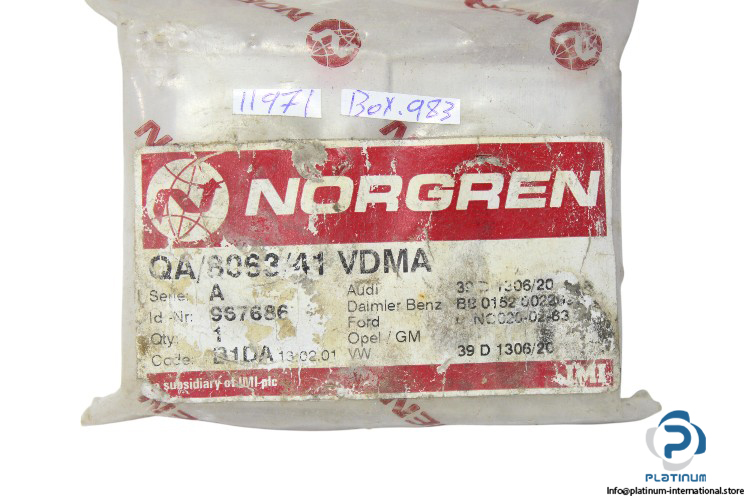 11971 Box.983
NORGREN
QA/8063/41 VDMA
Serie: A
Id-Nr: 957686
Qty: 1
Code: B1DA 13.02.01
Audi 39 D 1306/20
Daimler Benz BB 0152
Ford
Opel / GM
VW 39 D 1306/20
a subsidiary of IMI plc IMI
NORGREN
PLATINUM
Info@platinum-international.store